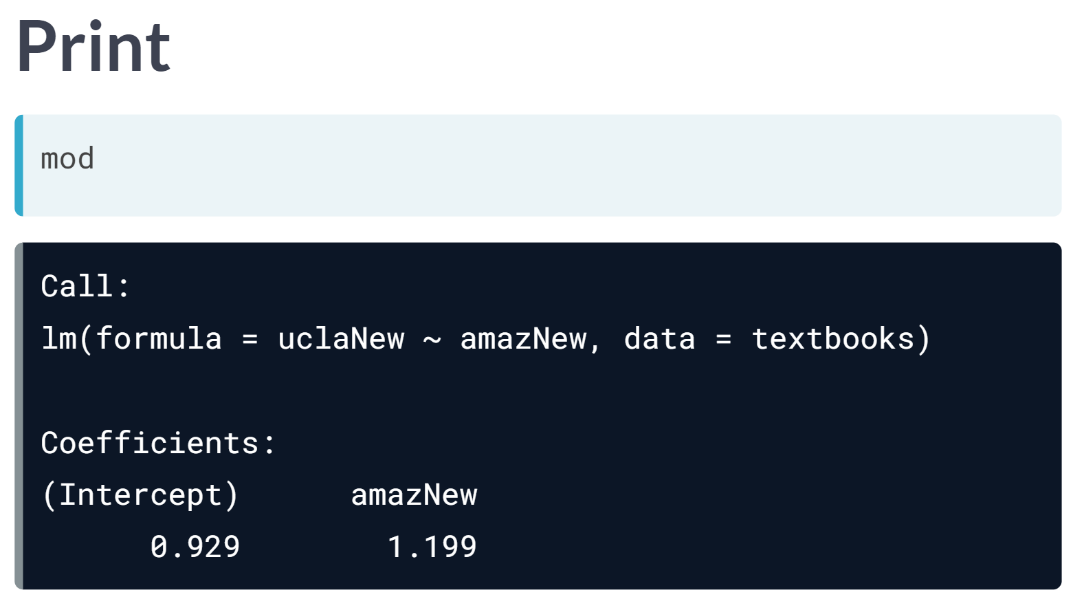 Print
mod
Call:
lm(formula = uclaNew ~ amazNew, data = textbooks)
Coefficients:
(Intercept) amazNew
0.929 1.199